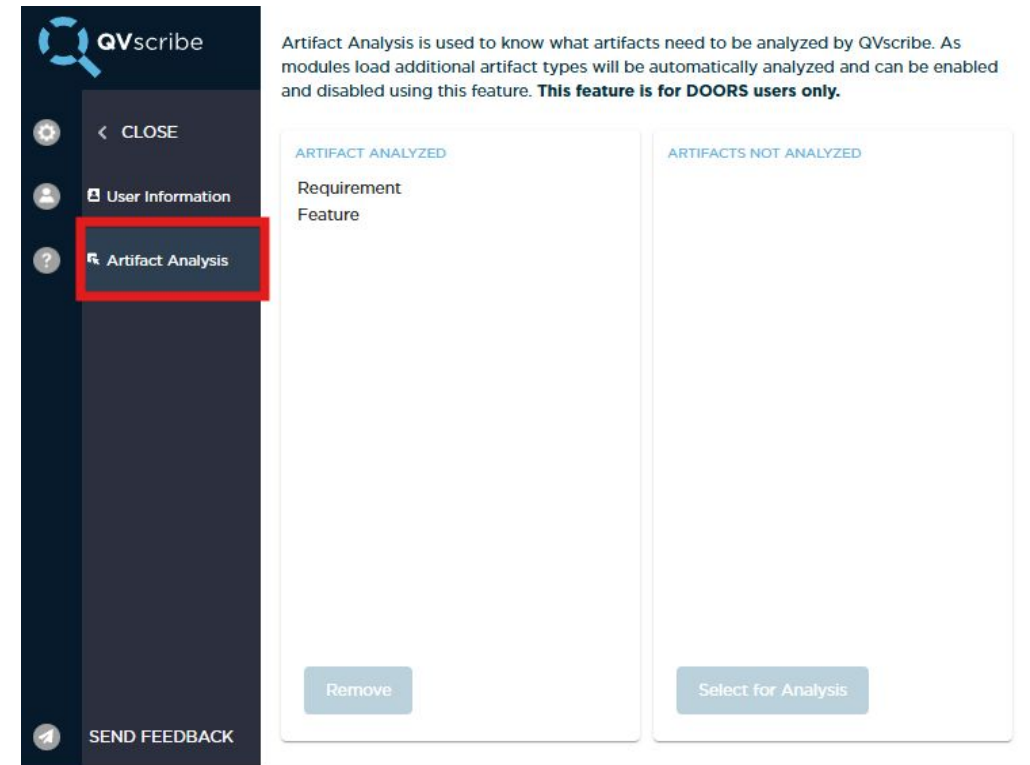 QVscribe
< CLOSE
User Information
Artifact Analysis
SEND FEEDBACK
Artifact Analysis is used to know what artifacts need to be analyzed by QVscribe. As
modules load additional artifact types will be automatically analyzed and can be enabled
and disabled using this feature. This feature is for DOORS users only.
ARTIFACT ANALYZED
Requirement
Feature
Remove
ARTIFACTS NOT ANALYZED
Select for Analysis